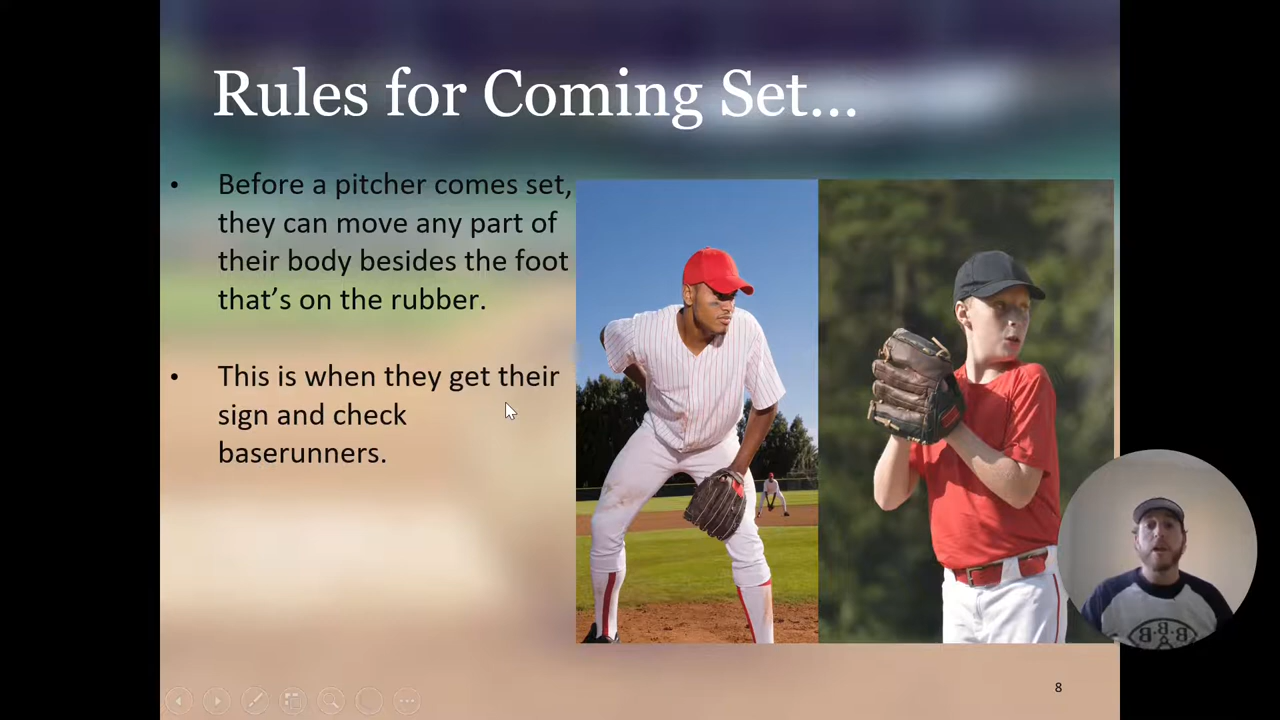 Rules for Coming Set...
• Before a pitcher comes set,
they can move any part of
their body besides the foot
that's on the rubber.
• This is when they get their
sign and check
baserunners.
B·B·B
B A B
8